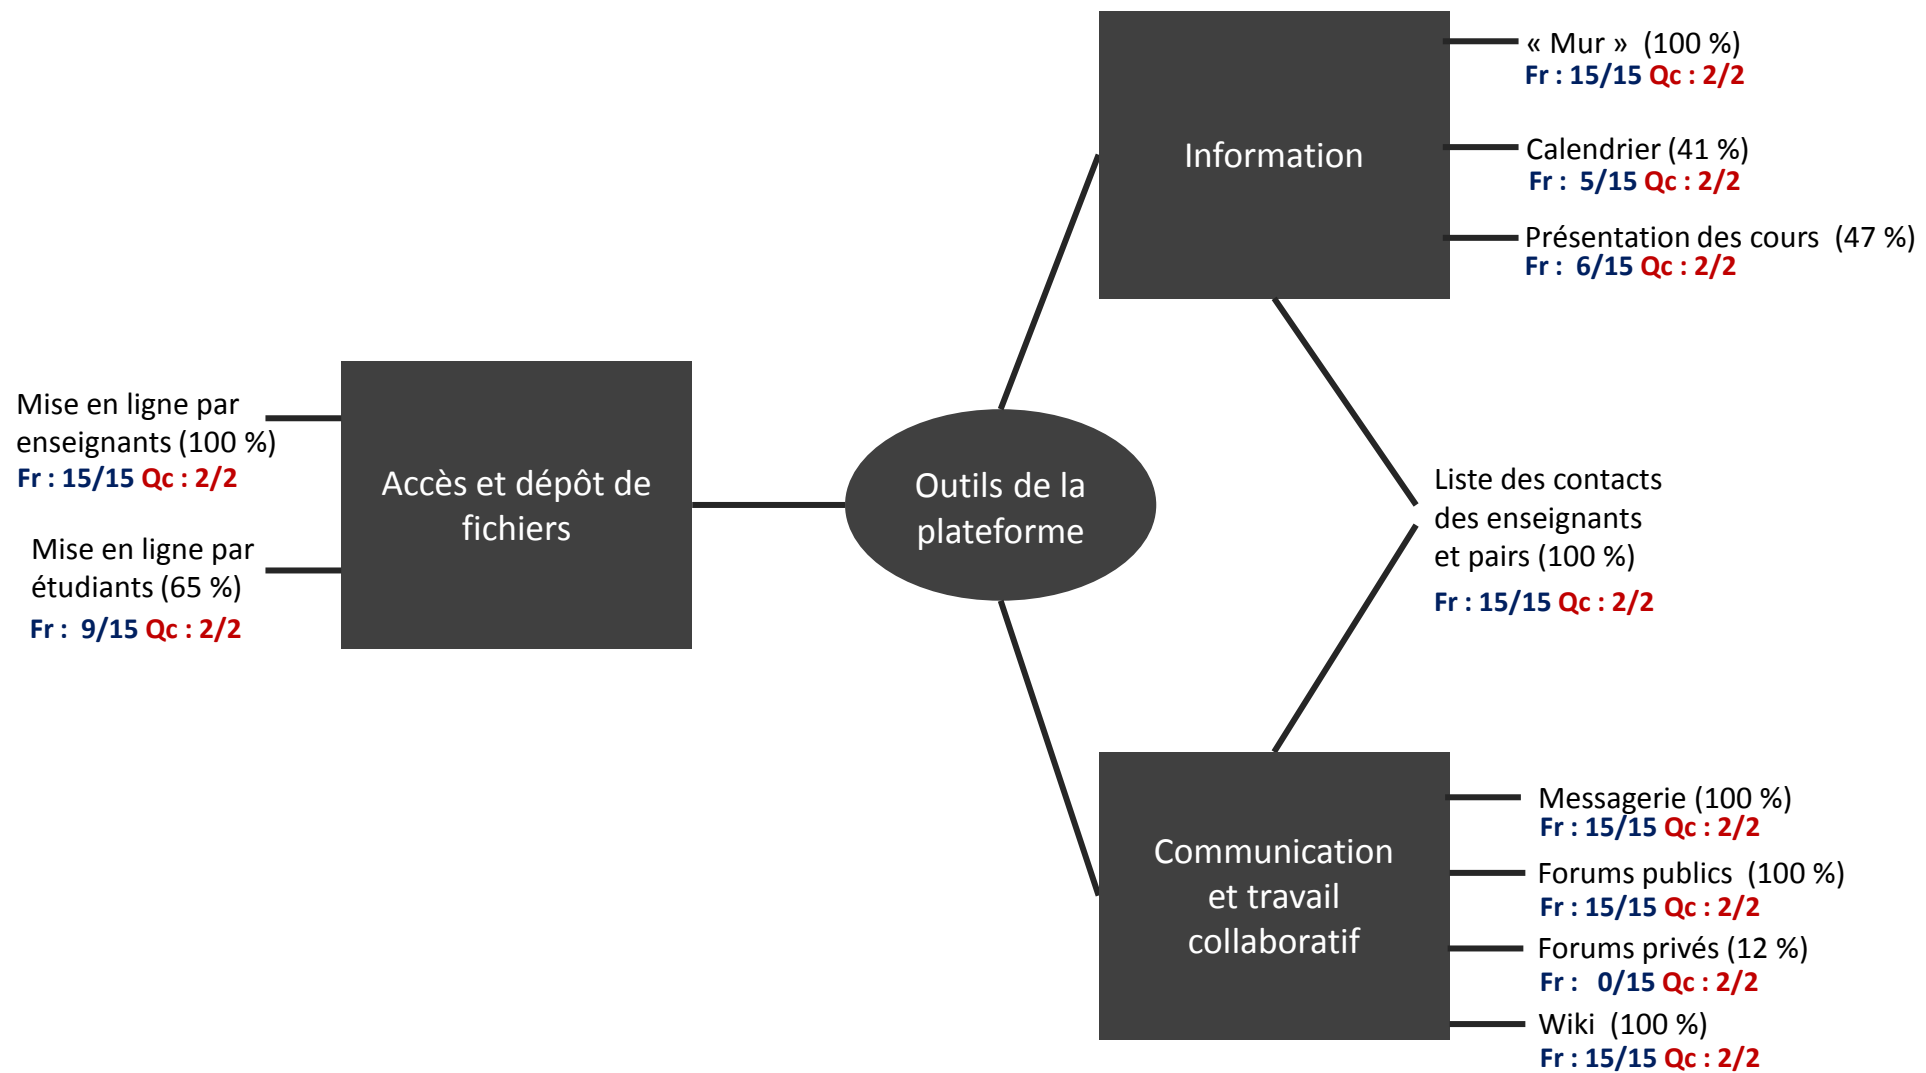 « Mur » (100 %)
Fr : 15/15 Qc : 2/2
Information
Calendrier (41 %)
Fr : 5/15 Qc : 2/2
Présentation des cours (47 %)
Fr : 6/15 Qc : 2/2
Mise en ligne par
enseignants (100 %)
Fr : 15/15 Qc : 2/2
Mise en ligne par
étudiants (65 %)
Fr : 9/15 Qc : 2/2
Accès et dépôt de
fichiers
Outils de la
plateforme
Liste des contacts
des enseignants
et pairs (100 %)
Fr : 15/15 Qc : 2/2
Communication
et travail
collaboratif
Messagerie (100 %)
Fr : 15/15 Qc : 2/2
Forums publics (100 %)
Fr : 15/15 Qc : 2/2
Forums privés (12 %)
Fr : 0/15 Qc : 2/2
Wiki (100 %)
Fr : 15/15 Qc : 2/2